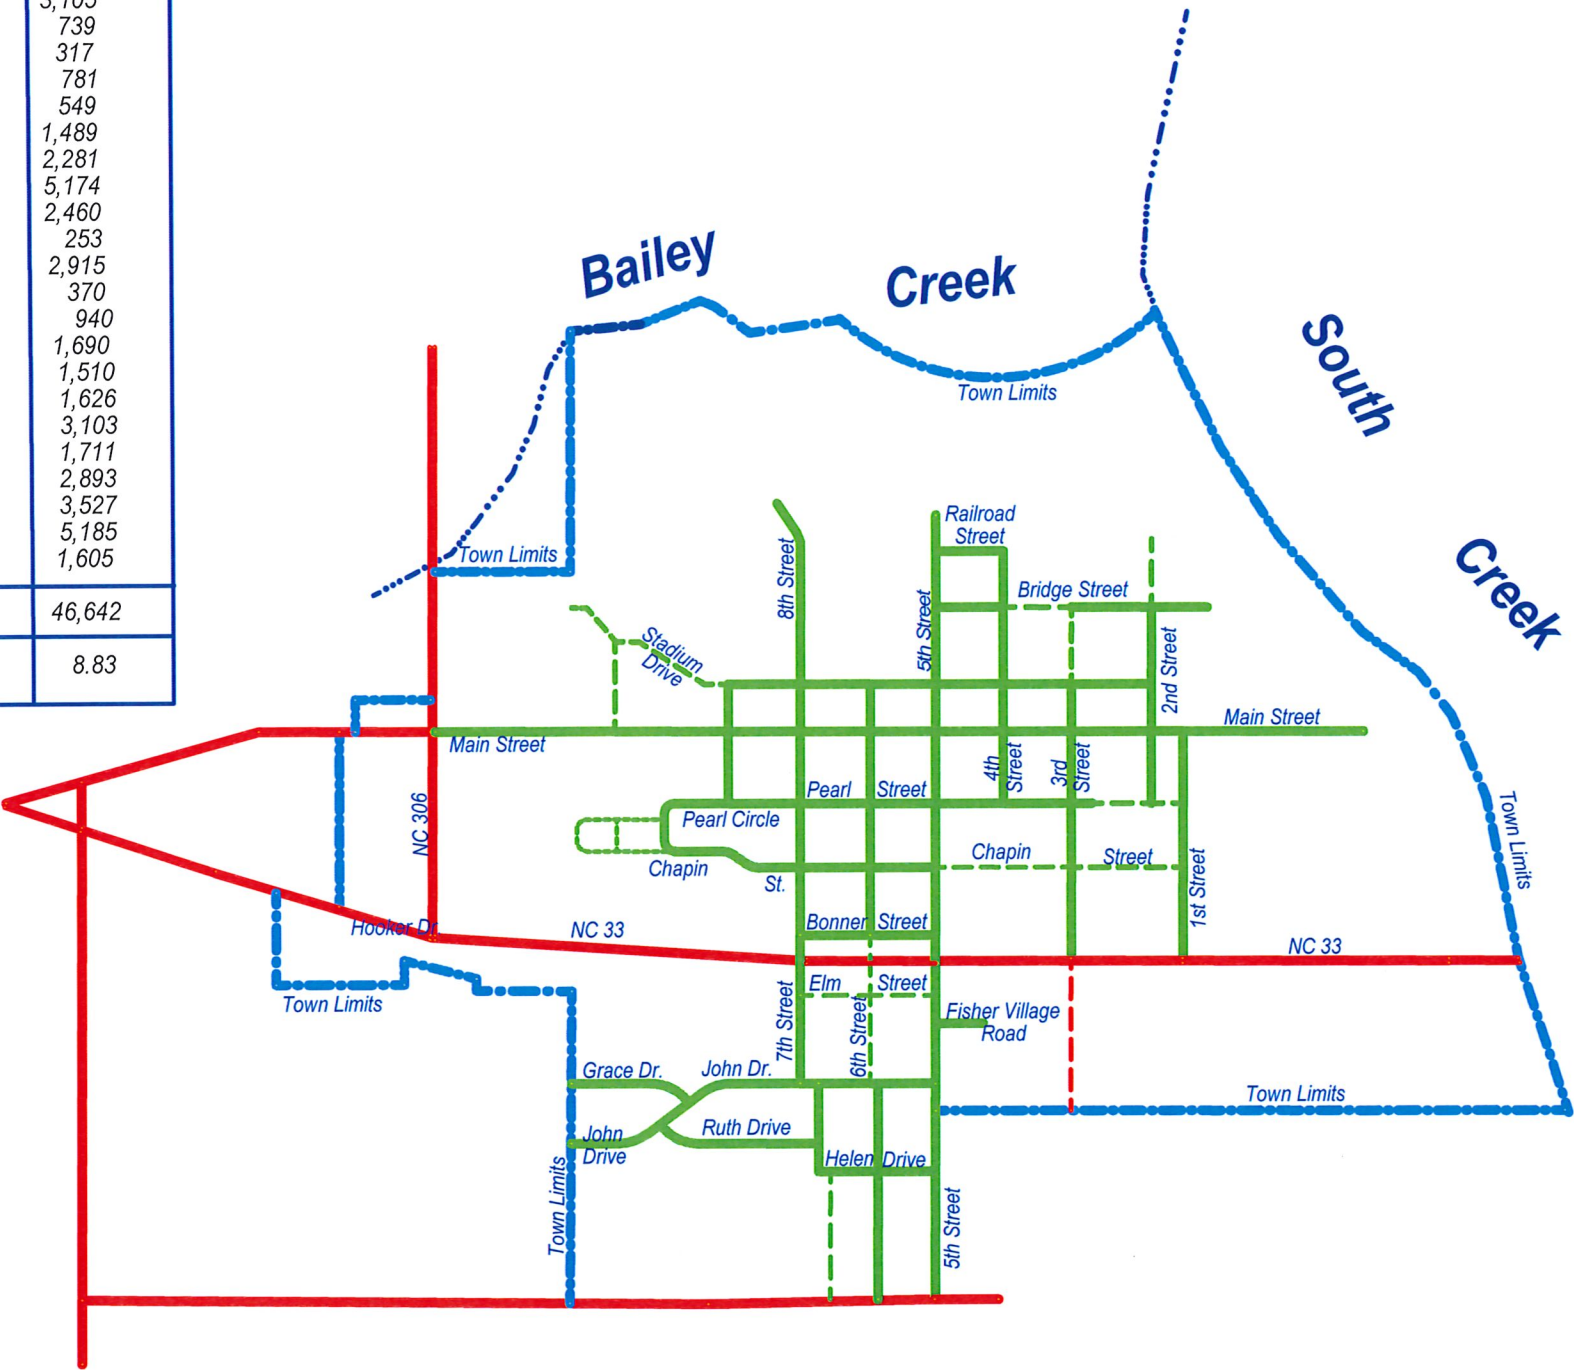 739
317
781
549
1,489
2,281
5,174
2,460
253
2,915
370
940
1,690
1,510
1,626
3,103
1,711
2,893
3,527
5,185
1,605
46,642
8.83
Bailey
Creek
South
Creek
Town Limits
Town Limits
Railroad
Street
8th Street
5th Street
Bridge Street
Stadium
Drive
2nd Street
Main Street
Main Street
4th
Street
3rd
Street
NC 306
Pearl Street
Pearl Circle
Chapin
St.
Chapin Street
1st Street
Town Limits
Hooker Dr.
NC 33
Bonner Street
NC 33
Town Limits
Elm Street
7th Street
6th Street
Fisher Village
Road
Grace Dr.
John Dr.
Town Limits
John
Drive
Ruth Drive
Helen Drive
Town Limits
5th Street